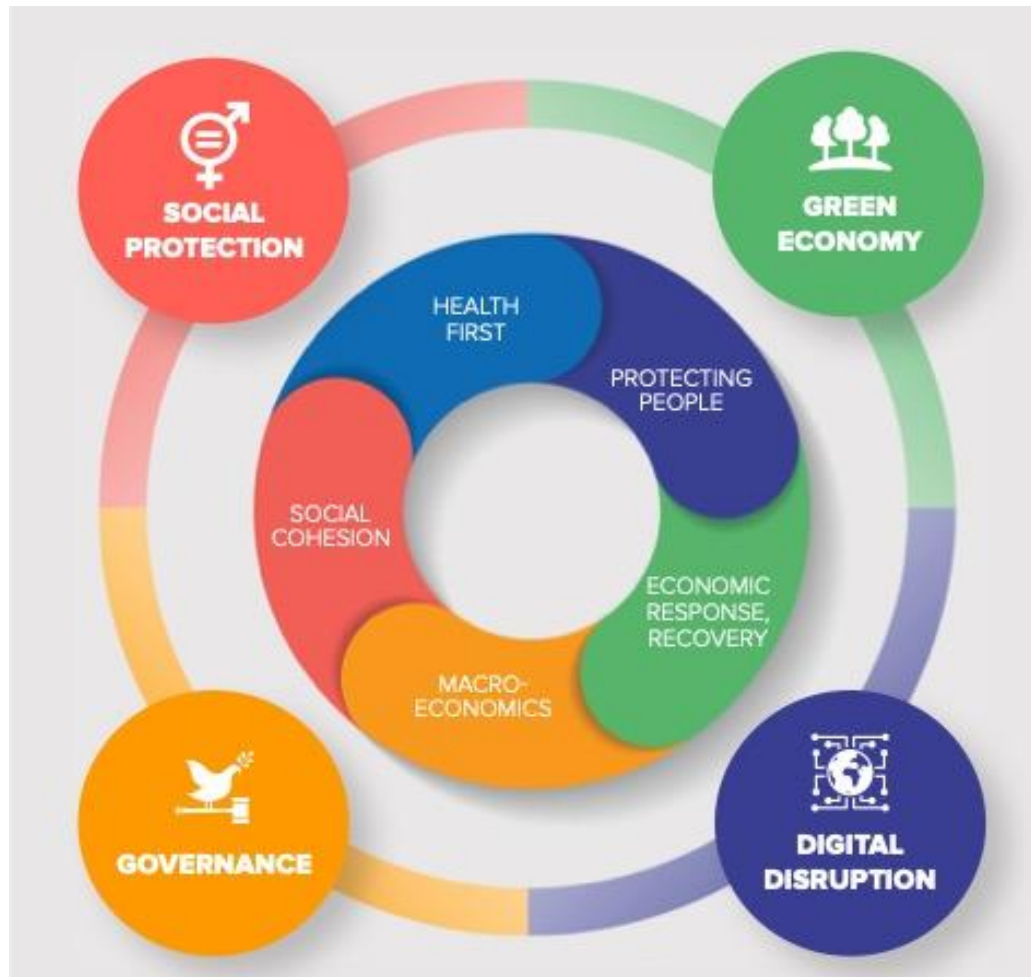 SOCIAL
PROTECTION
GREEN
ECONOMY
HEALTH
FIRST
PROTECTING
PEOPLE
SOCIAL
COHESION
ECONOMIC
RESPONSE,
RECOVERY
MACRO-
ECONOMICS
GOVERNANCE
DIGITAL
DISRUPTION